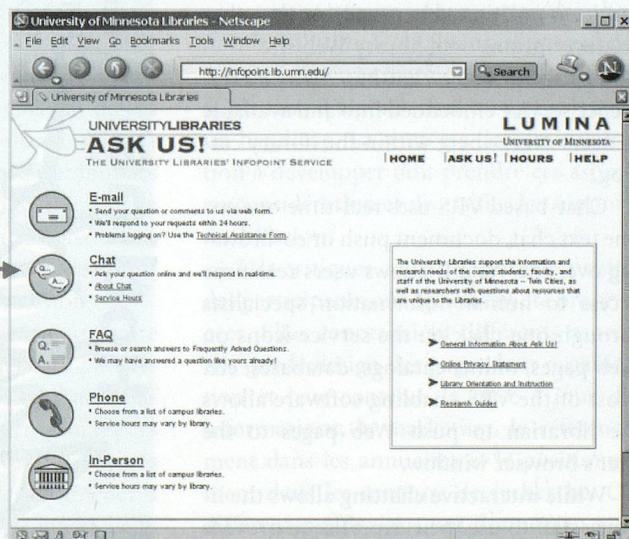 University of Minnesota Libraries - Netscape
File Edit View Go Bookmarks Tools Window Help
http://infopoint.lib.umn.edu/
Search
N
University of Minnesota Libraries
UNIVERSITYLIBRARIES
ASK US!
THE UNIVERSITY LIBRARIES' INFOPOINT SERVICE
LUMINA
UNIVERSITY OF MINNESOTA
HOME ASK US! HOURS HELP
E-mail
• Send your question or comments to us via web form.
• We'll respond to your requests within 24 hours.
• Problems logging on? Use the Technical Assistance Form.
Q... A...
Chat
• Ask your question online and we'll respond in real-time.
• About Chat
• Service Hours
Q. A.
FAQ
• Browse or search answers to Frequently Asked Questions.
• We may have answered a question like yours already!
Phone
• Choose from a list of campus libraries.
• Service hours may vary by library.
In-Person
• Choose from a list of campus libraries.
• Service hours may vary by library.
The University Libraries support the information and
research needs of the current students, faculty, and
staff of the University of Minnesota – Twin Cities, as
well as researchers with questions about resources that
are unique to the Libraries.
General Information About Ask Us!
Online Privacy Statement
Library Orientation and Instruction
Research Guides